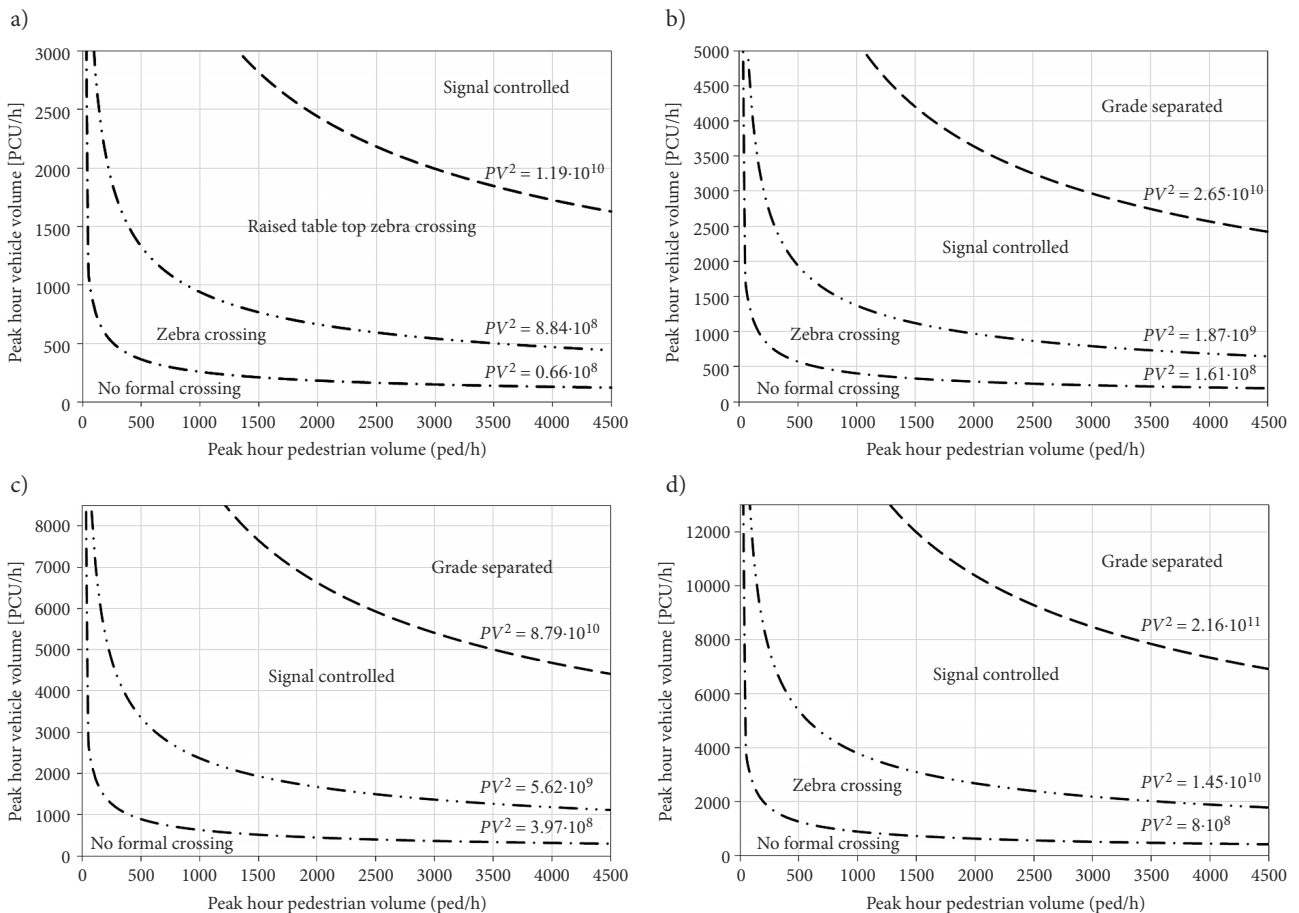 a)
Peak hour vehicle volume [PCU/h]
3000
2500
2000
1500
1000
500
0
Signal controlled
PV² = 1.19·10¹⁰
Raised table top zebra crossing
Zebra crossing
PV² = 8.84·10⁸
PV² = 0.66·10⁸
No formal crossing
0 500 1000 1500 2000 2500 3000 3500 4000 4500
Peak hour pedestrian volume (ped/h)
b)
Peak hour vehicle volume [PCU/h]
5000
4500
4000
3500
3000
2500
2000
1500
1000
500
0
Grade separated
PV² = 2.65·10¹⁰
Signal controlled
Zebra crossing
PV² = 1.87·10⁹
PV² = 1.61·10⁸
No formal crossing
0 500 1000 1500 2000 2500 3000 3500 4000 4500
Peak hour pedestrian volume (ped/h)
c)
Peak hour vehicle volume [PCU/h]
8000
7000
6000
5000
4000
3000
2000
1000
0
Grade separated
PV² = 8.79·10¹⁰
Signal controlled
PV² = 5.62·10⁹
PV² = 3.97·10⁸
No formal crossing
0 500 1000 1500 2000 2500 3000 3500 4000 4500
Peak hour pedestrian volume (ped/h)
d)
Peak hour vehicle volume [PCU/h]
12000
10000
8000
6000
4000
2000
0
Grade separated
PV² = 2.16·10¹¹
Signal controlled
Zebra crossing
PV² = 1.45·10¹⁰
PV² = 8·10⁸
No formal crossing
0 500 1000 1500 2000 2500 3000 3500 4000 4500
Peak hour pedestrian volume (ped/h)